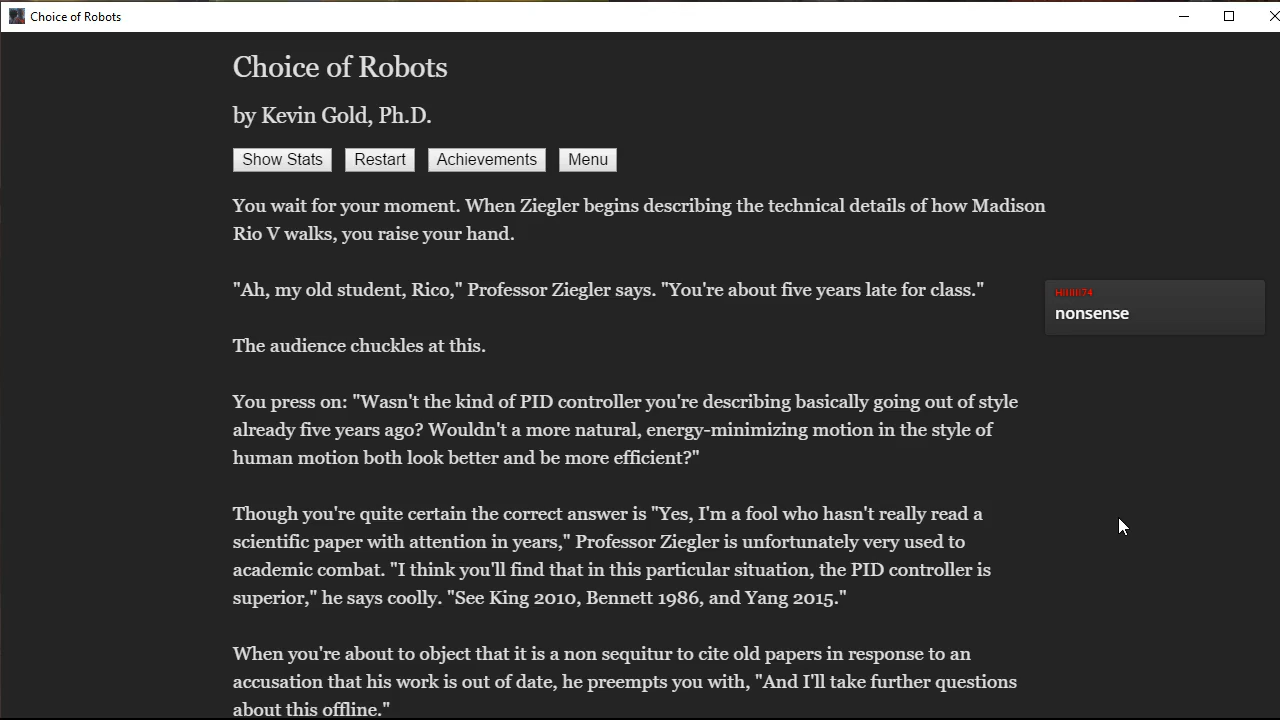 Choice of Robots
Choice of Robots
by Kevin Gold, Ph.D.
Show Stats Restart Achievements Menu
You wait for your moment. When Ziegler begins describing the technical details of how Madison
Rio V walks, you raise your hand.
"Ah, my old student, Rico," Professor Ziegler says. "You're about five years late for class."
nonsense
The audience chuckles at this.
You press on: "Wasn't the kind of PID controller you're describing basically going out of style
already five years ago? Wouldn't a more natural, energy-minimizing motion in the style of
human motion both look better and be more efficient?"
Though you're quite certain the correct answer is "Yes, I'm a fool who hasn't really read a
scientific paper with attention in years," Professor Ziegler is unfortunately very used to
academic combat. "I think you'll find that in this particular situation, the PID controller is
superior," he says coolly. "See King 2010, Bennett 1986, and Yang 2015."
When you're about to object that it is a non sequitur to cite old papers in response to an
accusation that his work is out of date, he preempts you with, "And I'll take further questions
about this offline."